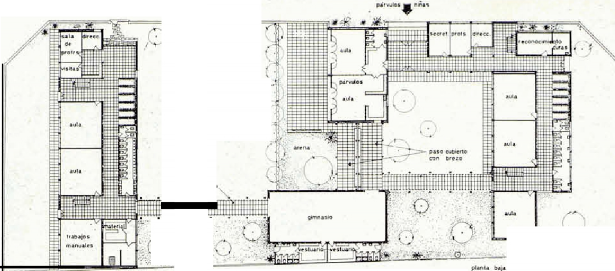 párvulos niñas
sala
de
profrs
direcc
visitas
aula
aula
trabajos
manuales
material
aula
párvulos
aula
secret. profs. direcc.
reconocimiento
curas
aula
aula
aula
arena
paso cubierto
con brezo
gimnasio
vestuario vestuario
planta baja